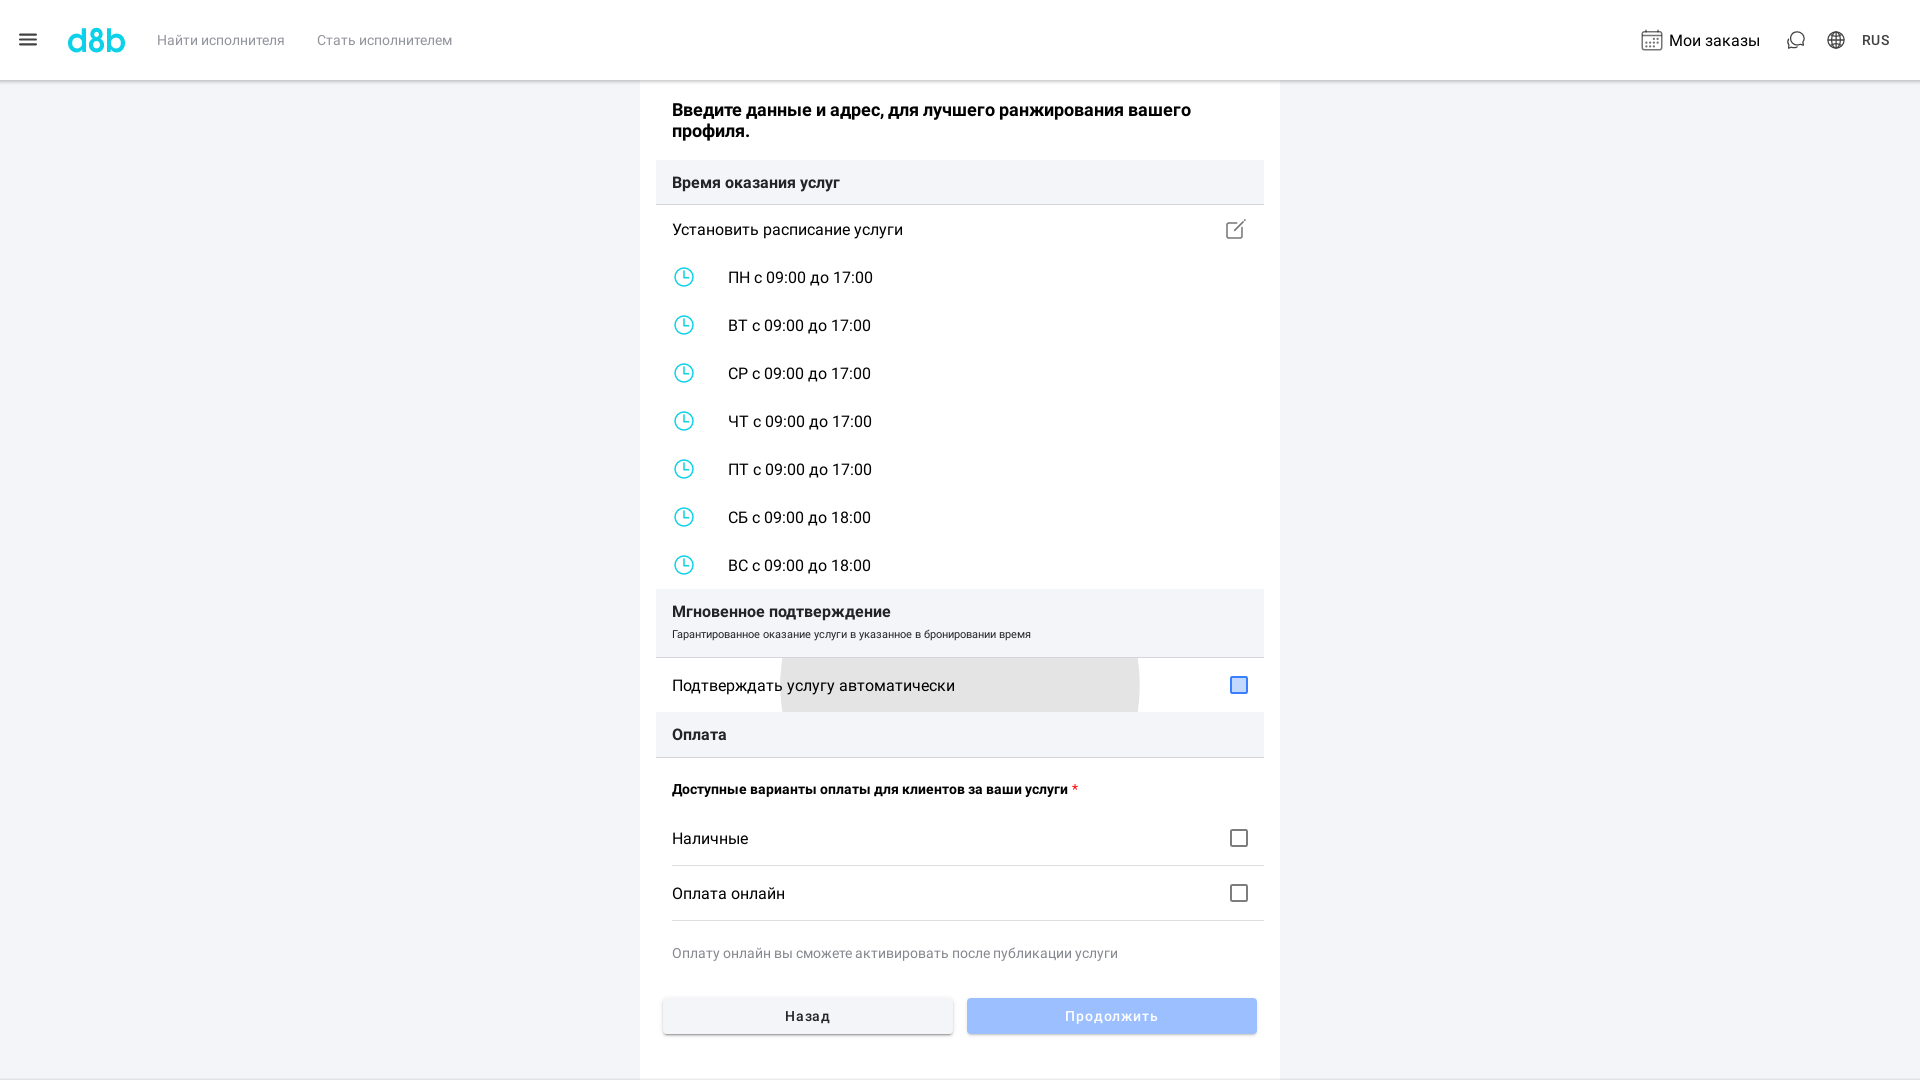 d8b
Найти исполнителя
Стать исполнителем
Мои заказы
RUS
Введите данные и адрес, для лучшего ранжирования вашего
профиля.
Время оказания услуг
Установить расписание услуги
ПН с 09:00 до 17:00
ВТ с 09:00 до 17:00
СР с 09:00 до 17:00
ЧТ с 09:00 до 17:00
ПТ с 09:00 до 17:00
СБ с 09:00 до 18:00
ВС с 09:00 до 18:00
Мгновенное подтверждение
Гарантированное оказание услуги в указанное в бронировании время
Подтверждать услугу автоматически
Оплата
Доступные варианты оплаты для клиентов за ваши услуги *
Наличные
Оплата онлайн
Оплату онлайн вы сможете активировать после публикации услуги
Назад
Продолжить